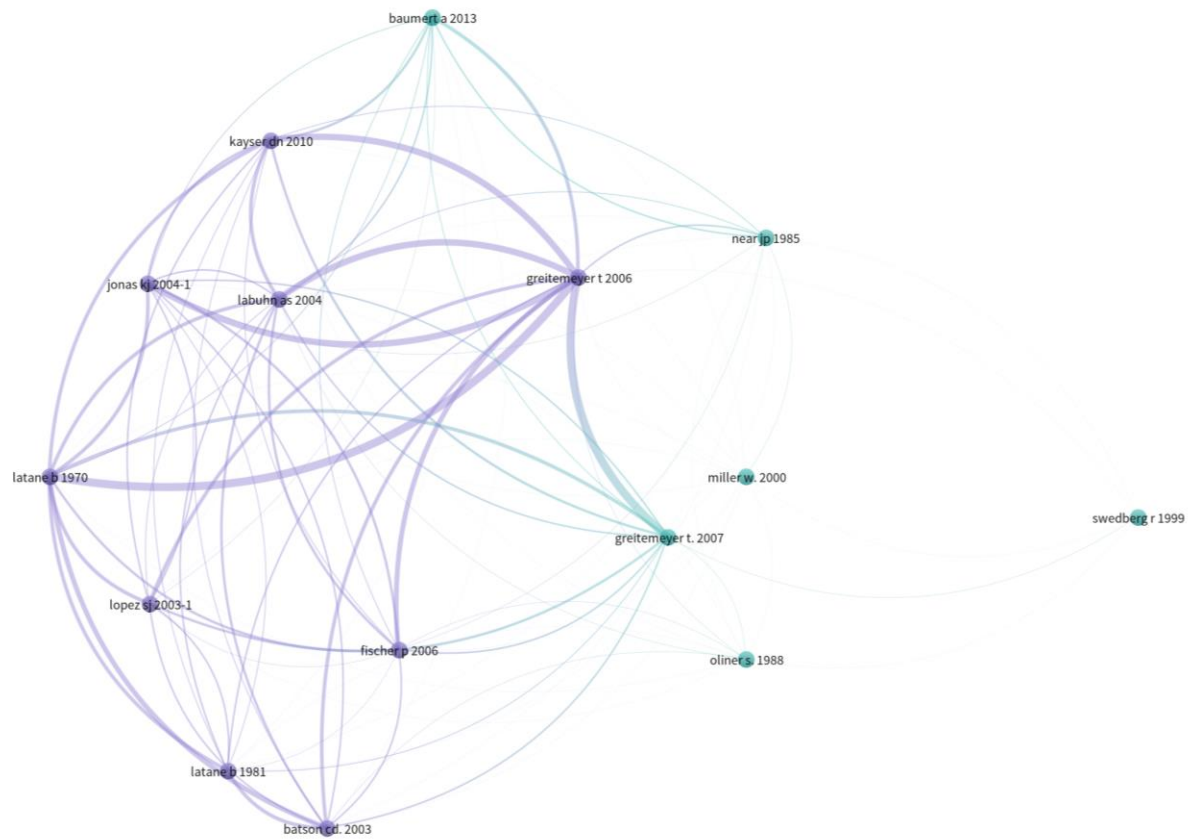 baumert a 2013
kayser dn 2010
near jp 1985
greitemeyer t 2006
jonas kj 2004-1
labuhn as 2004
latane b 1970
miller w. 2000
swedberg r 1999
greitemeyer t. 2007
lopez sj 2003-1
fischer p 2006
oliner s. 1988
latane b 1981
batson cd. 2003